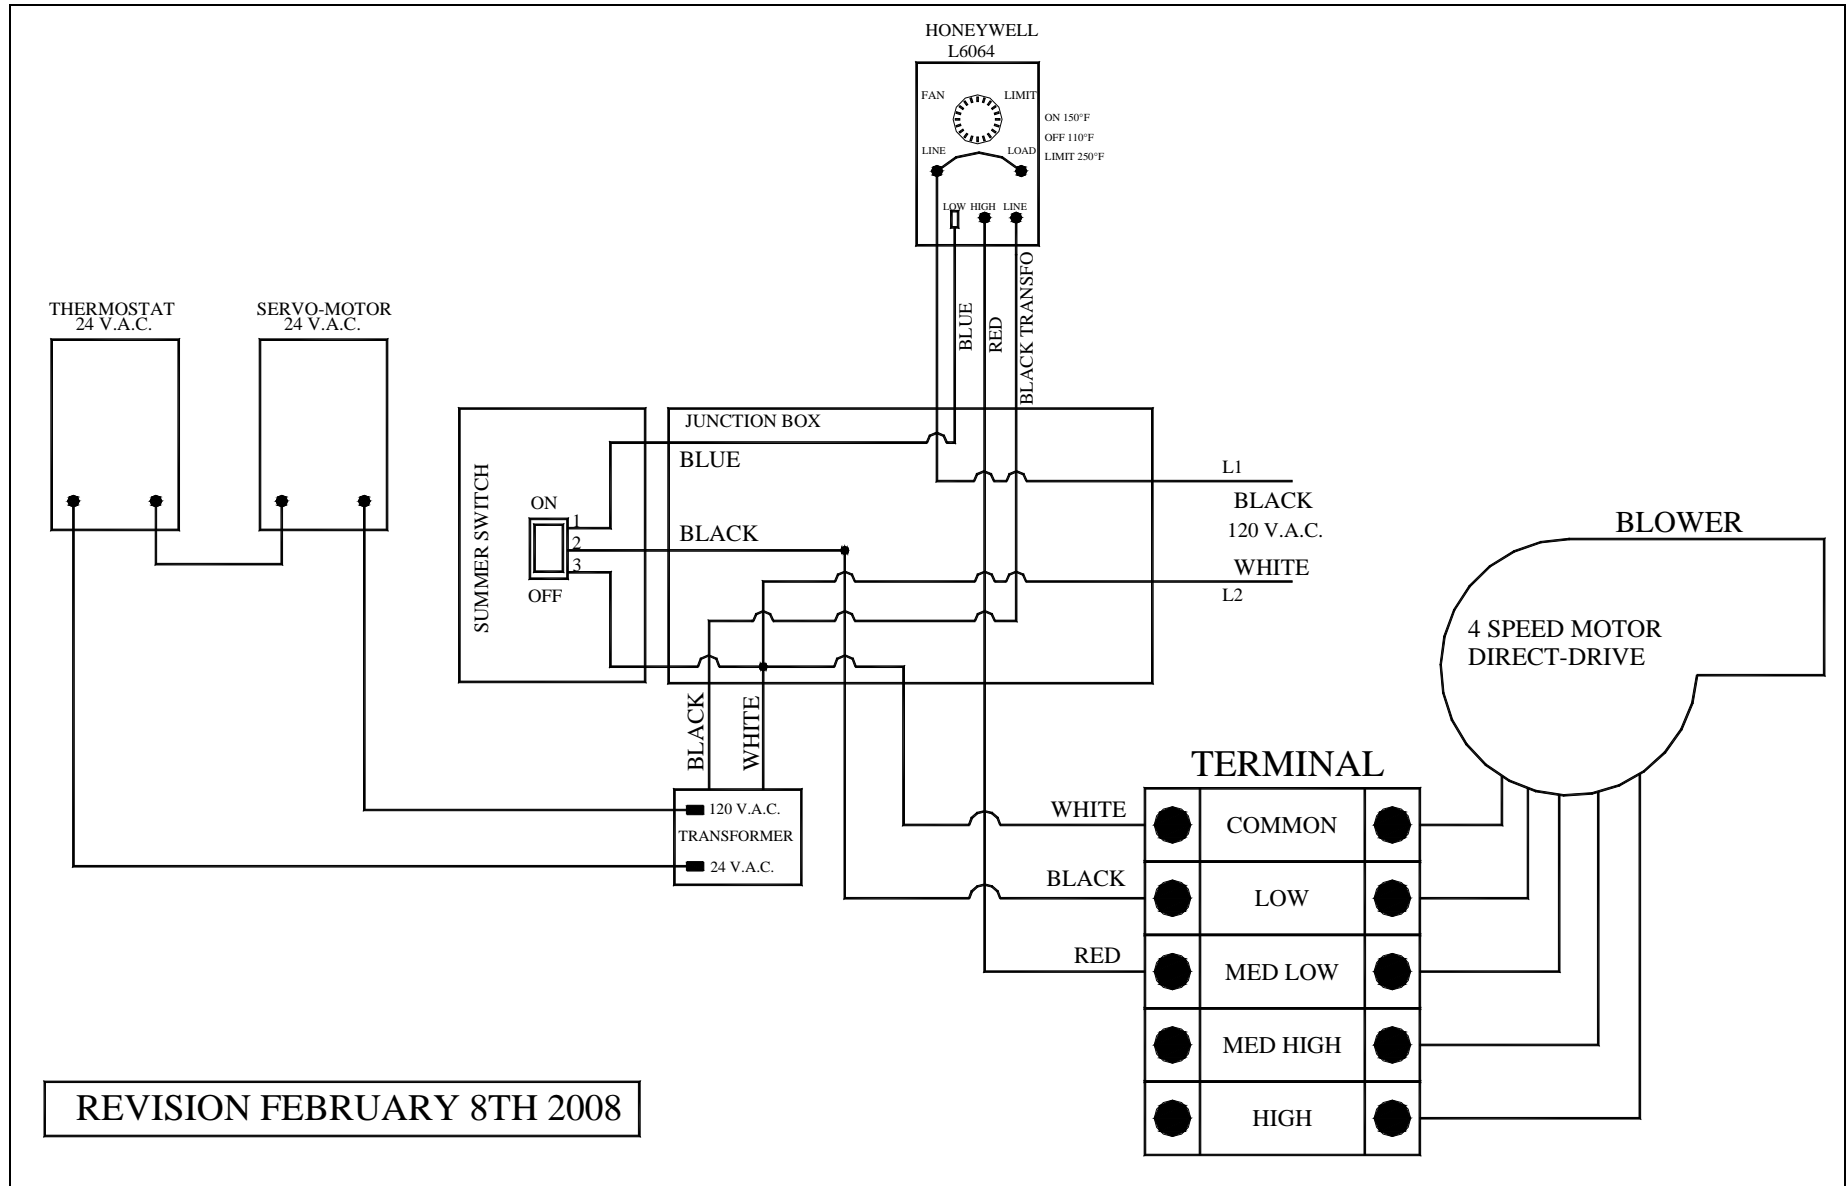 HONEYWELL
L6064
FAN
LIMIT
ON 150°F
OFF 110°F
LIMIT 250°F
LINE
LOAD
LOW
HIGH
LINE
BLUE
RED
BLACK TRANSFO
THERMOSTAT
24 V.A.C.
SERVO-MOTOR
24 V.A.C.
SUMMER SWITCH
ON
1
2
3
OFF
JUNCTION BOX
BLUE
BLACK
L1
BLACK
120 V.A.C.
WHITE
L2
BLOWER
4 SPEED MOTOR
DIRECT-DRIVE
BLACK
WHITE
120 V.A.C.
TRANSFORMER
24 V.A.C.
TERMINAL
WHITE
COMMON
BLACK
LOW
RED
MED LOW
MED HIGH
HIGH
REVISION FEBRUARY 8TH 2008